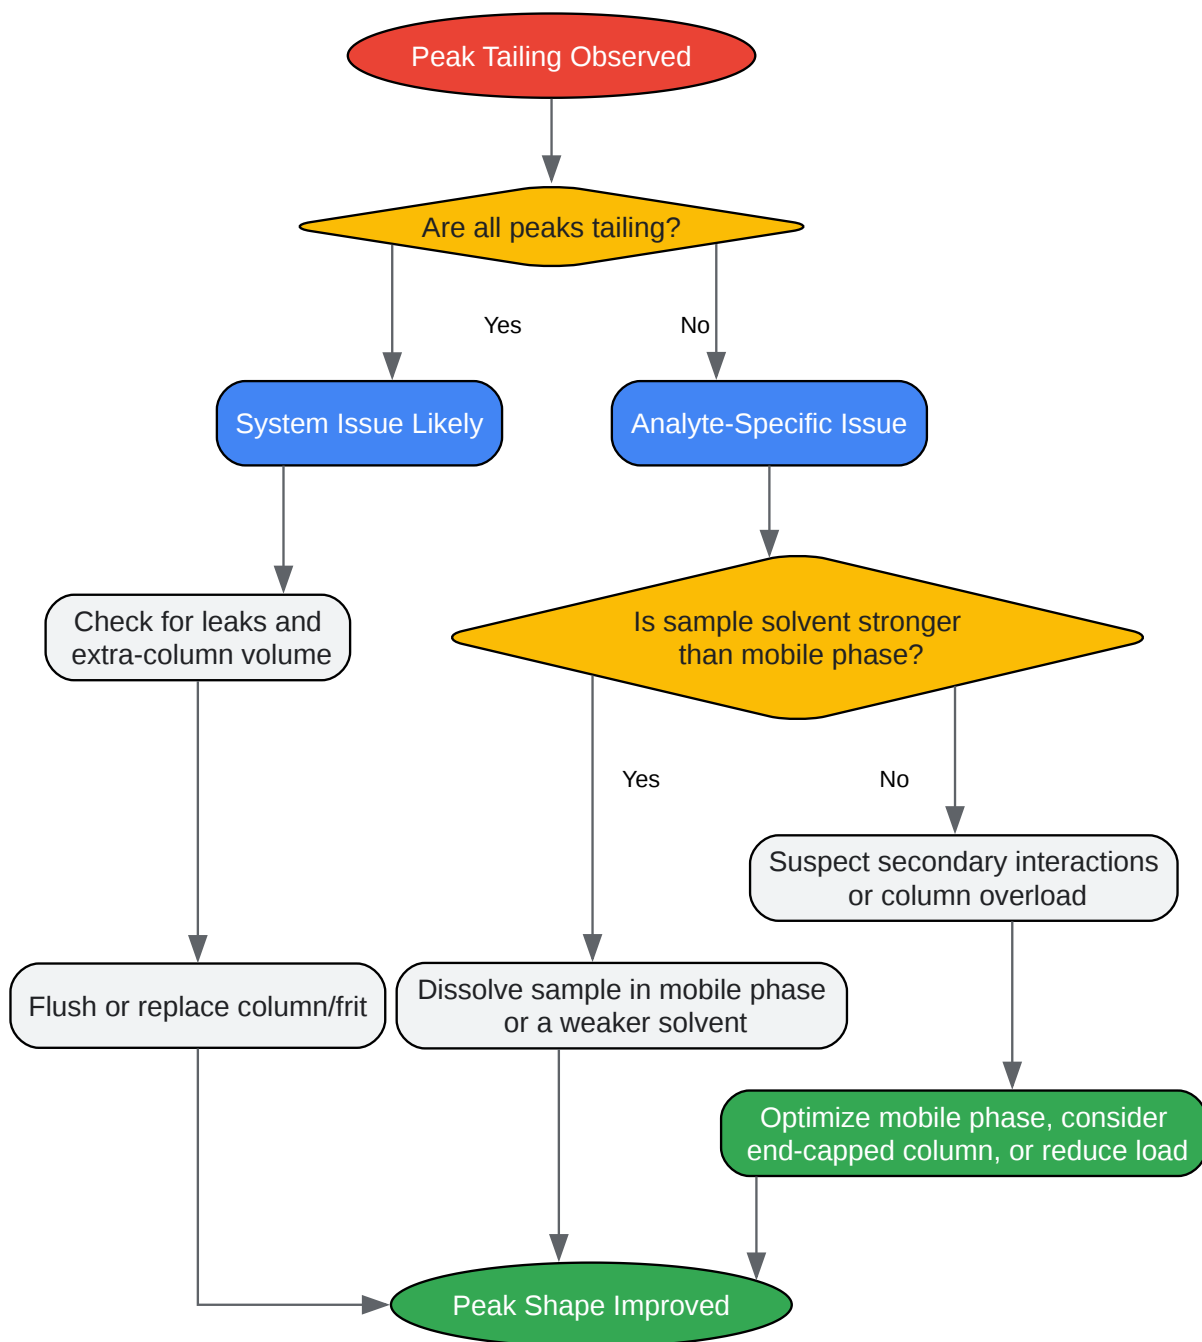 Peak Tailing Observed
Are all peaks tailing?
Yes
No
System Issue Likely
Analyte-Specific Issue
Check for leaks and
extra-column volume
Is sample solvent stronger
than mobile phase?
Yes
No
Suspect secondary interactions
or column overload
Flush or replace column/frit
Dissolve sample in mobile phase
or a weaker solvent
Optimize mobile phase, consider
end-capped column, or reduce load
Peak Shape Improved